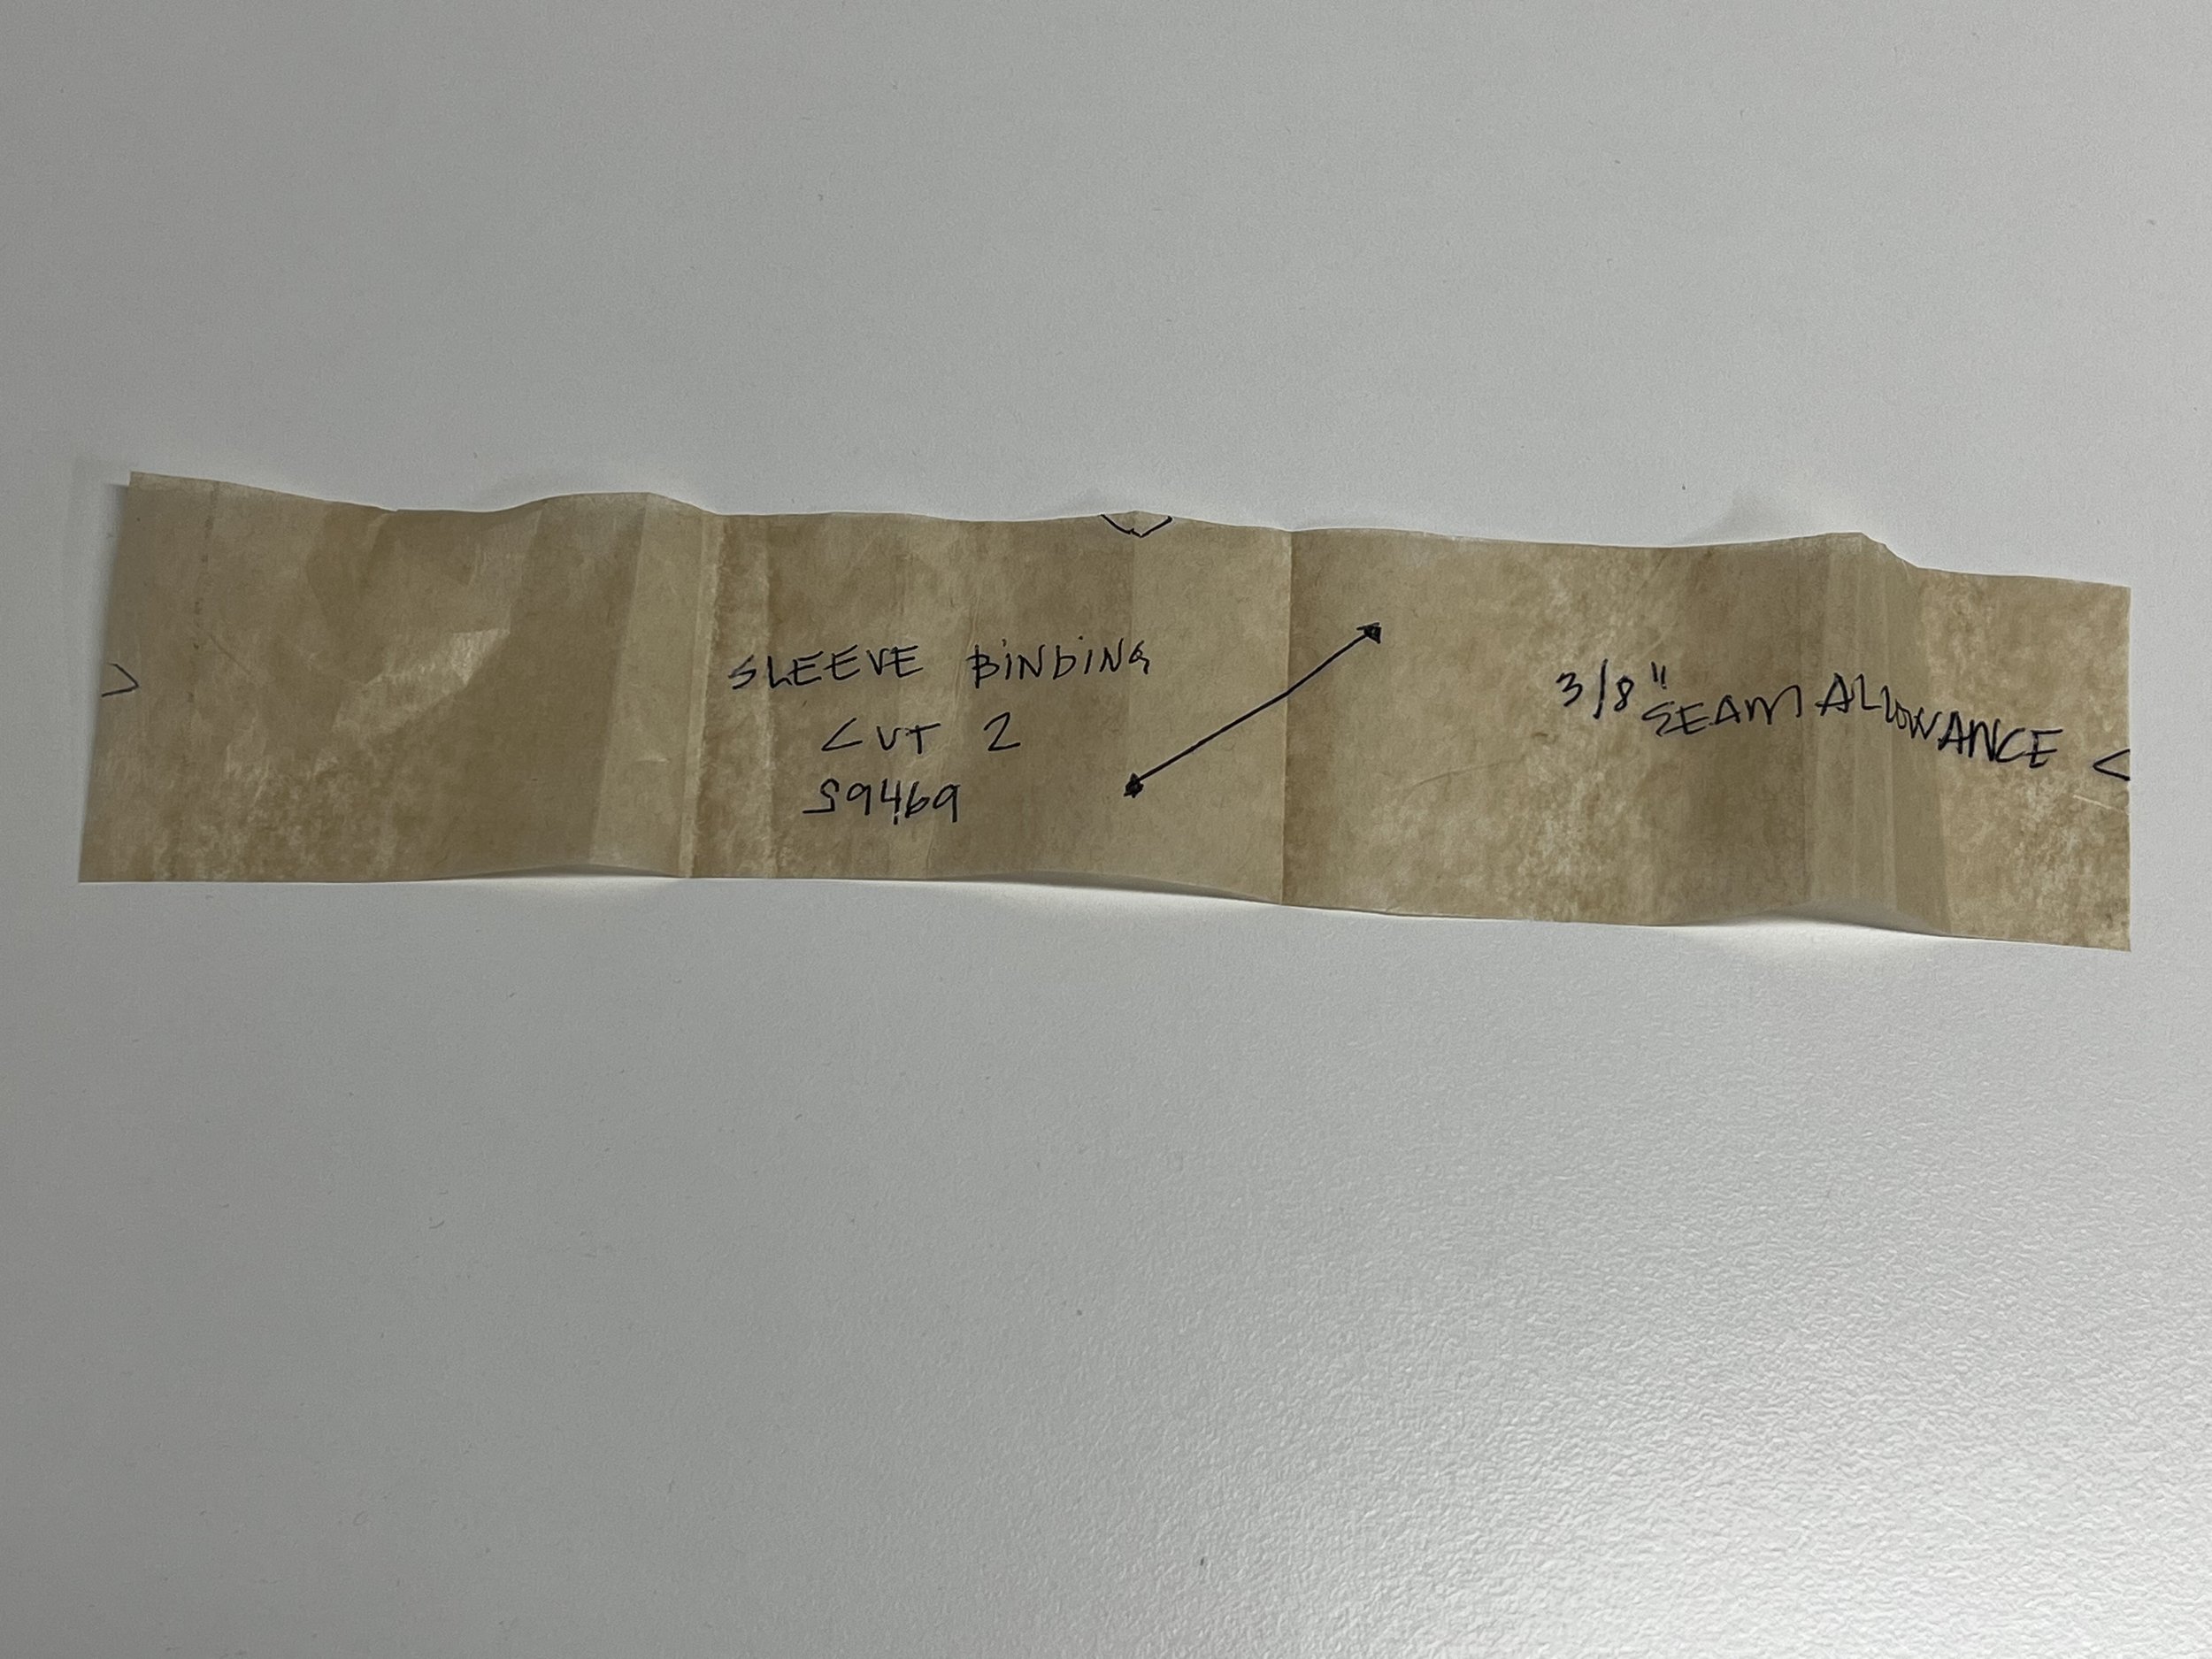 SLEEVE BINDING
CUT 2
S9469
3/8"
SEAM ALLOWANCE